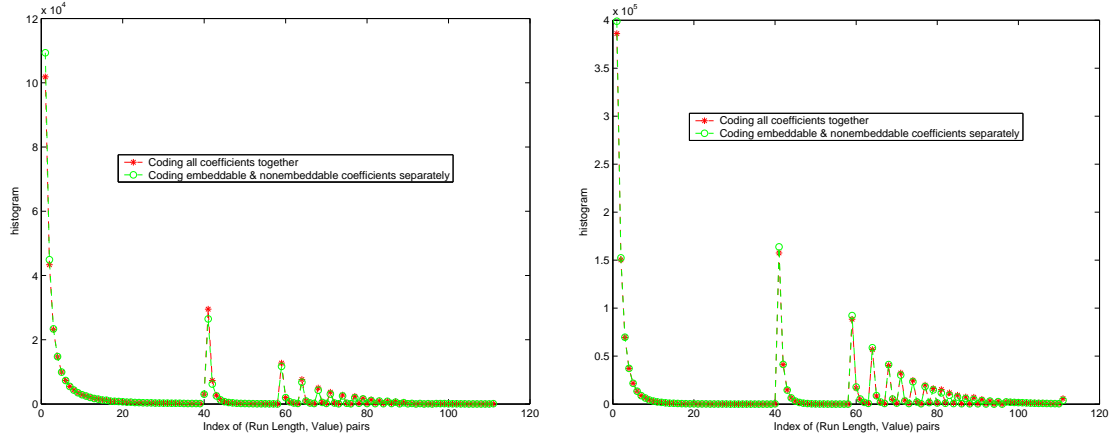 x 10^4
12
10
8
6
4
2
0
histogram
Coding all coefficients together
Coding embeddable & nonembeddable coefficients separately
0 20 40 60 80 100 120
Index of (Run Length, Value) pairs
x 10^5
4
3.5
3
2.5
2
1.5
1
0.5
0
histogram
Coding all coefficients together
Coding embeddable & nonembeddable coefficients separately
0 20 40 60 80 100 120
Index of (Run Length, Value) pairs